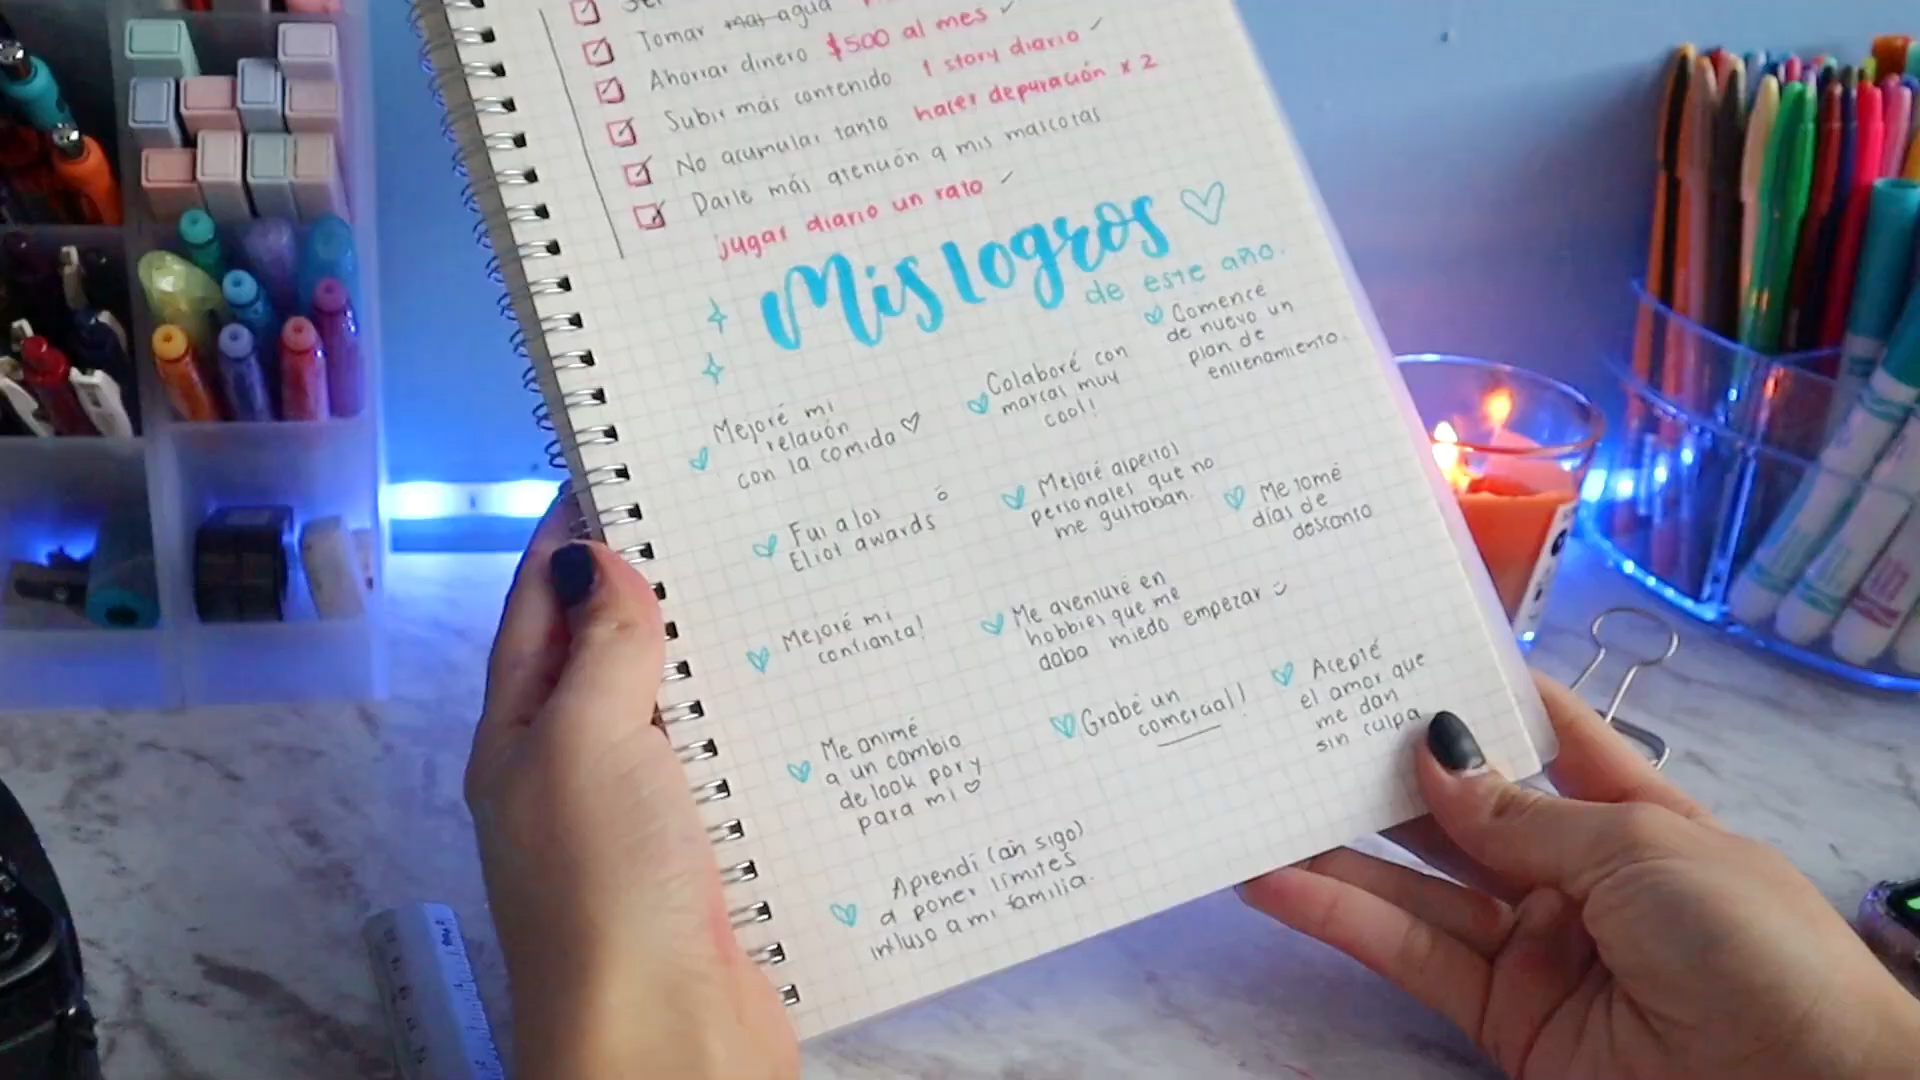 Tomar mas agua
Ahorrar dinero $500 al mes
Subir más contenido 1 story diario
No acumular tanto hacer depuración x 2
Darle más atención a mis mascotas
jugar diario un rato
Mis logros
de este año.
Mejoré mi
relación
con la comida
Colaboré con
marcas muy
cool!
Comencé
de nuevo un
plan de
entrenamiento.
Fui a los
Eliot awards
Mejoré aspectos
personales que no
me gustaban.
Me tomé
días de
descanso
Mejoré mi
confianza!
Me aventuré en
hobbies que me
daba miedo empezar
Me animé
a un cambio
de look por y
para mi
Grabé un
comercial!!
Acepté
el amor que
me dan
sin culpa
Aprendí (aún sigo)
a poner límites
incluso a mi familia.